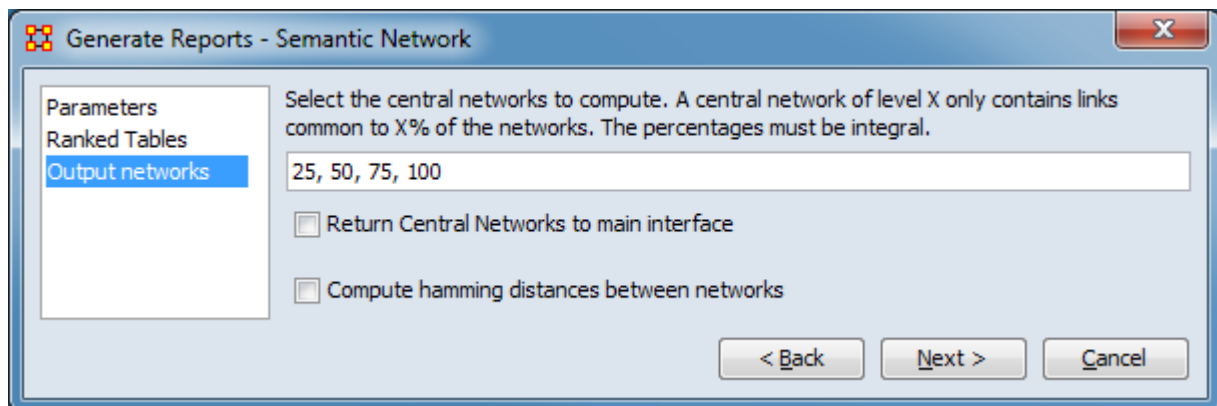 Generate Reports - Semantic Network
Parameters
Ranked Tables
Output networks
Select the central networks to compute. A central network of level X only contains links
common to X% of the networks. The percentages must be integral.
25, 50, 75, 100
Return Central Networks to main interface
Compute hamming distances between networks
< Back
Next >
Cancel